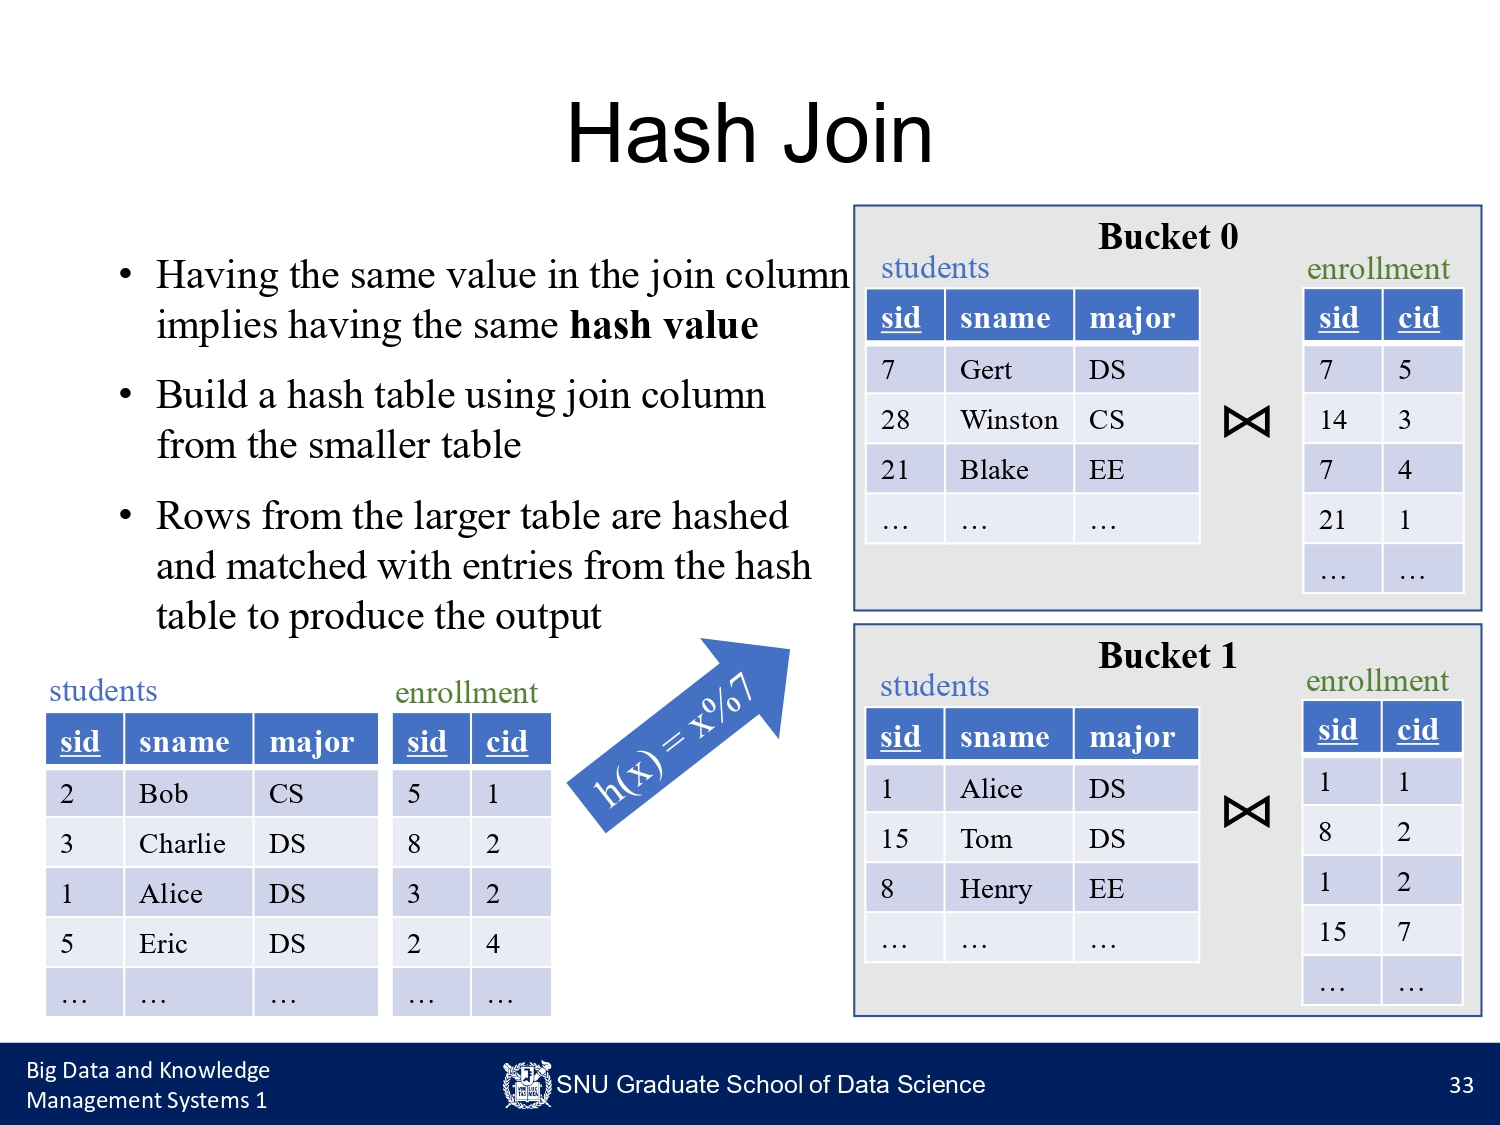 Hash Join
• Having the same value in the join column
implies having the same hash value
• Build a hash table using join column
from the smaller table
• Rows from the larger table are hashed
and matched with entries from the hash
table to produce the output
students
sid sname major
2 Bob CS
3 Charlie DS
1 Alice DS
5 Eric DS
… … …
enrollment
sid cid
5 1
8 2
3 2
2 4
… …
h(x) = x%7
Bucket 0
students
sid sname major
7 Gert DS
28 Winston CS
21 Blake EE
… … …
⋈
enrollment
sid cid
7 5
14 3
7 4
21 1
… …
Bucket 1
students
sid sname major
1 Alice DS
15 Tom DS
8 Henry EE
… … …
⋈
enrollment
sid cid
1 1
8 2
1 2
15 7
… …
Big Data and Knowledge
Management Systems 1
SNU Graduate School of Data Science
33